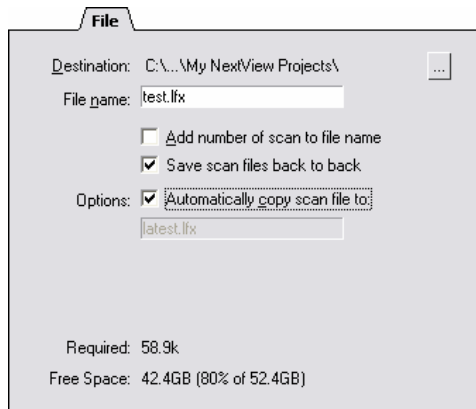 File
Destination: C:\...\My NextView Projects\ ...
File name: test.lfx
Add number of scan to file name
Save scan files back to back
Options: Automatically copy scan file to:
latest.lfx
Required: 58.9k
Free Space: 42.4GB (80% of 52.4GB)